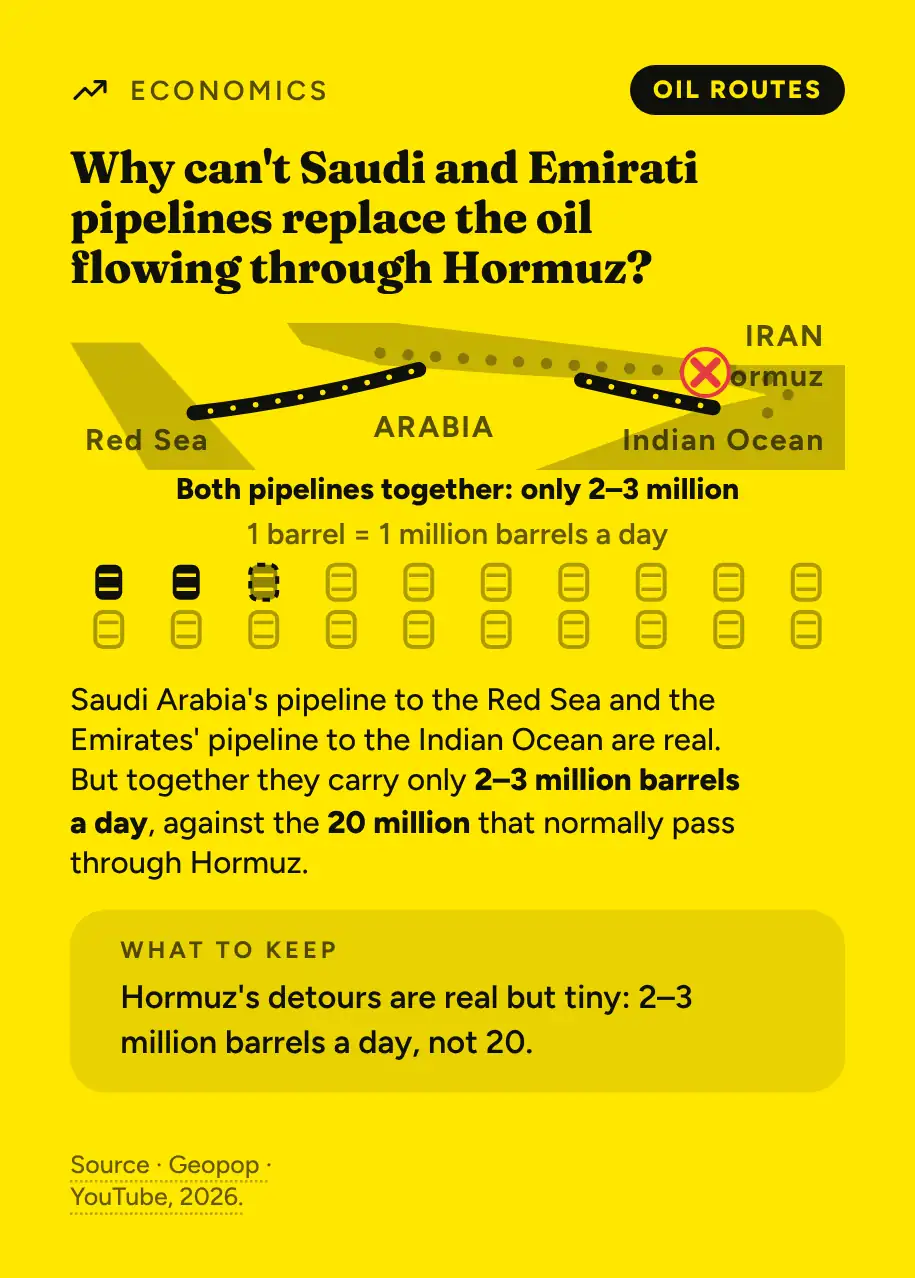 ECONOMICS
OIL ROUTES
Why can't Saudi and Emirati
pipelines replace the oil
flowing through Hormuz?
IRAN
ormuz
ARABIA
Red Sea
Indian Ocean
Both pipelines together: only 2–3 million
1 barrel = 1 million barrels a day
Saudi Arabia's pipeline to the Red Sea and the
Emirates' pipeline to the Indian Ocean are real.
But together they carry only 2–3 million barrels
a day, against the 20 million that normally pass
through Hormuz.
WHAT TO KEEP
Hormuz's detours are real but tiny: 2–3
million barrels a day, not 20.
Source · Geopop ·
YouTube, 2026.